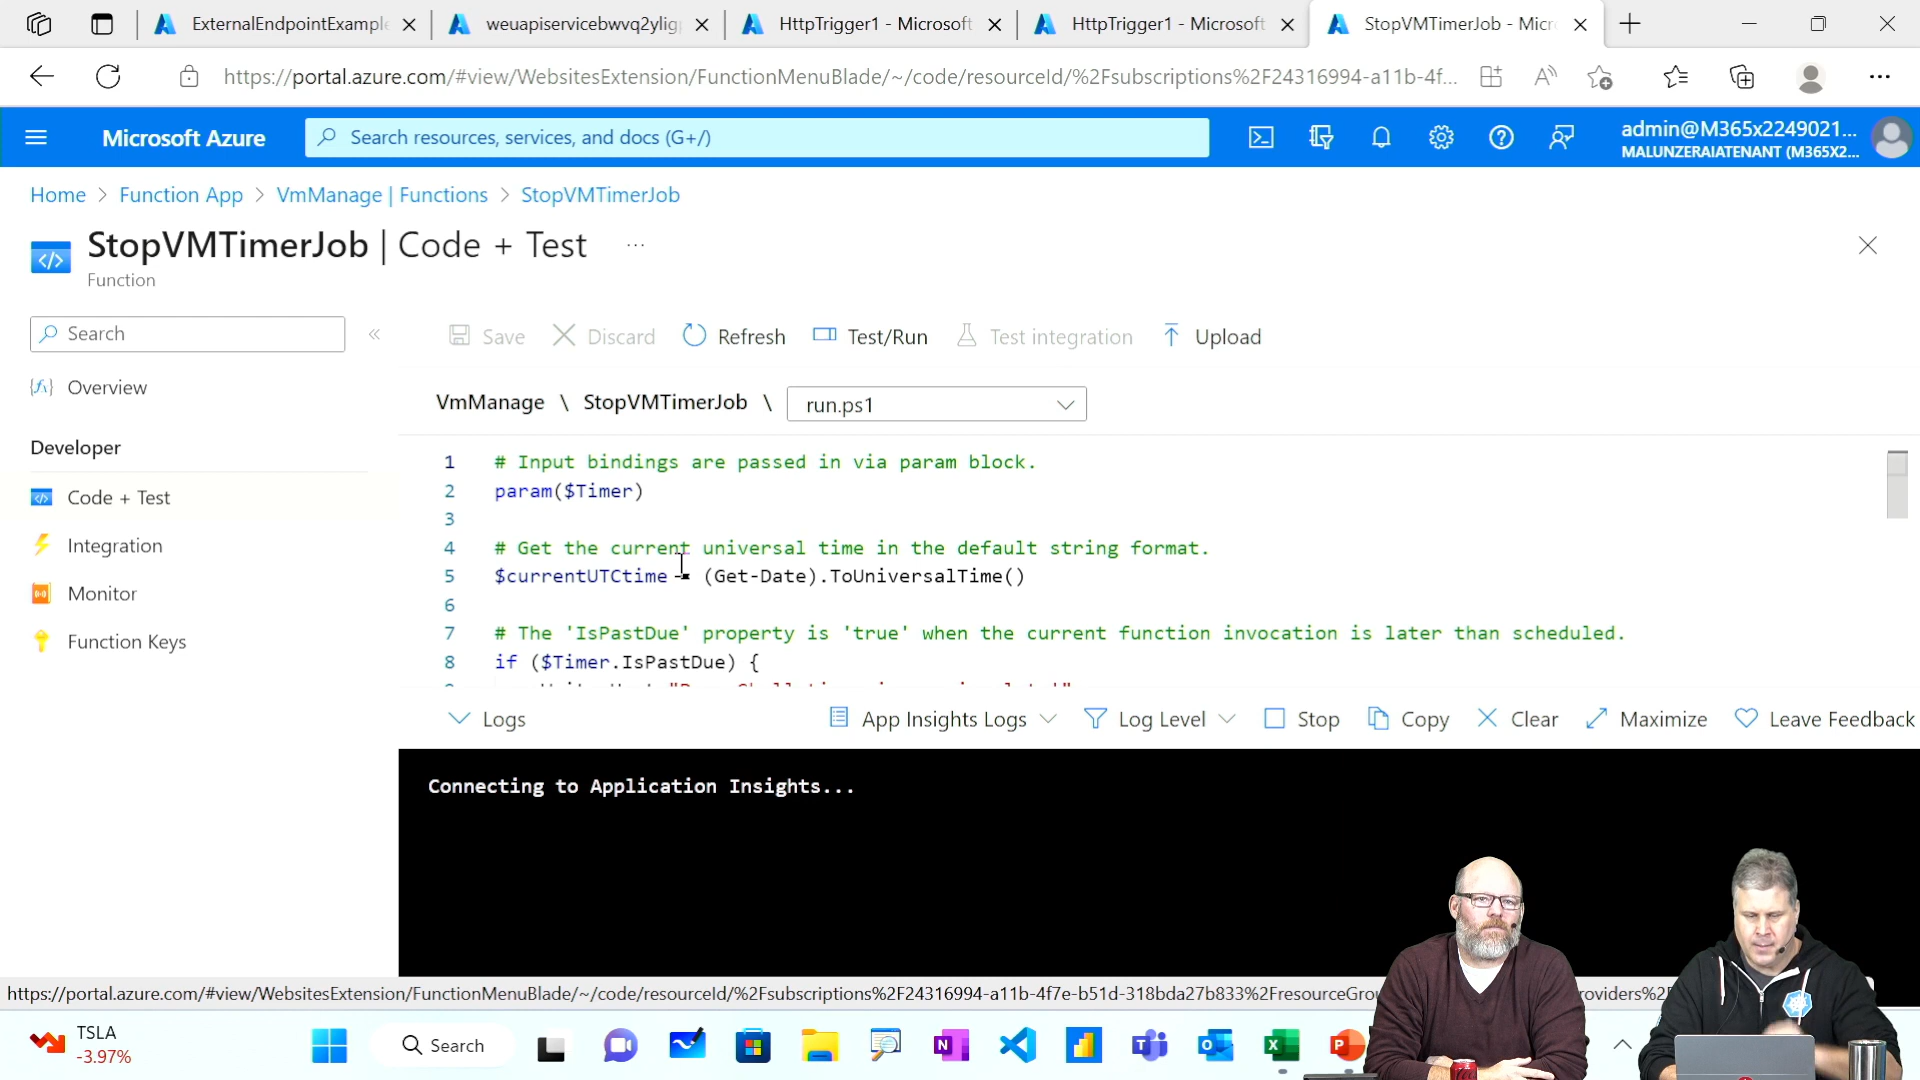 ExternalEndpointExample
weuapiservicebwvq2ylig
HttpTrigger1 - Microsoft
HttpTrigger1 - Microsoft
StopVMTimerJob - Micr
https://portal.azure.com/#view/WebsitesExtension/FunctionMenuBlade/~/code/resourceId/%2Fsubscriptions%2F24316994-a11b-4f...
Microsoft Azure
Search resources, services, and docs (G+/)
admin@M365x2249021...
MALUNZERAIATENANT (M365X2...
Home > Function App > VmManage | Functions > StopVMTimerJob
StopVMTimerJob | Code + Test ...
Function
Search
«
Save
Discard
Refresh
Test/Run
Test integration
Upload
Overview
Developer
Code + Test
Integration
Monitor
Function Keys
VmManage \ StopVMTimerJob \ run.ps1
1 # Input bindings are passed in via param block.
2 param($Timer)
3
4 # Get the current universal time in the default string format.
5 $currentUTCtime = (Get-Date).ToUniversalTime()
6
7 # The 'IsPastDue' property is 'true' when the current function invocation is later than scheduled.
8 if ($Timer.IsPastDue) {
Logs
App Insights Logs
Log Level
Stop
Copy
Clear
Maximize
Leave Feedback
Connecting to Application Insights...
https://portal.azure.com/#view/WebsitesExtension/FunctionMenuBlade/~/code/resourceId/%2Fsubscriptions%2F24316994-a11b-4f7e-b51d-318bda27b833%2FresourceGro
roviders%2
TSLA
-3.97%
Search